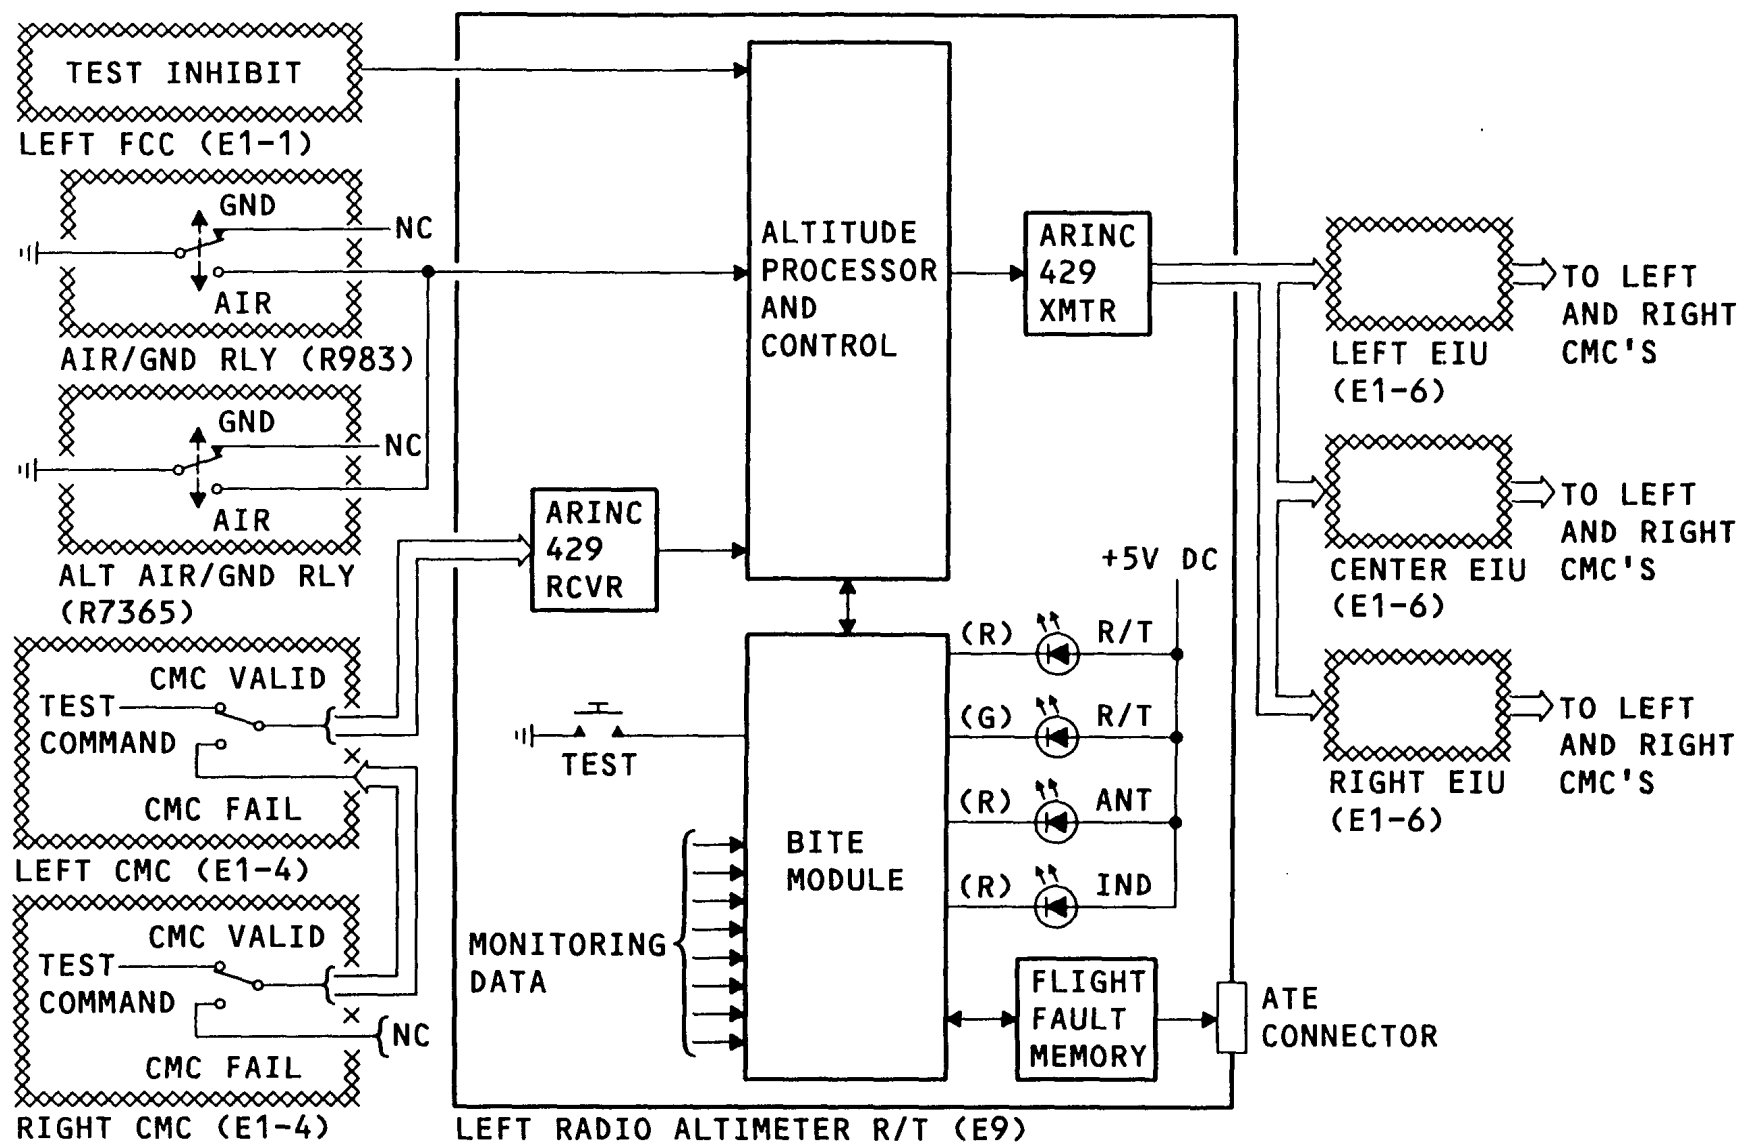 TEST INHIBIT
LEFT FCC (E1-1)
GND
NC
AIR
AIR/GND RLY (R983)
GND
NC
AIR
ALT AIR/GND RLY
(R7365)
CMC VALID
TEST
COMMAND
CMC FAIL
LEFT CMC (E1-4)
CMC VALID
TEST
COMMAND
NC
CMC FAIL
RIGHT CMC (E1-4)
ALTITUDE
PROCESSOR
AND
CONTROL
ARINC
429
RCVR
ARINC
429
XMTR
+5V DC
(R) R/T
(G) R/T
(R) ANT
(R) IND
TEST
BITE
MODULE
MONITORING
DATA
FLIGHT
FAULT
MEMORY
ATE
CONNECTOR
LEFT RADIO ALTIMETER R/T (E9)
LEFT EIU
(E1-6)
TO LEFT
AND RIGHT
CMC'S
CENTER EIU
(E1-6)
TO LEFT
AND RIGHT
CMC'S
RIGHT EIU
(E1-6)
TO LEFT
AND RIGHT
CMC'S